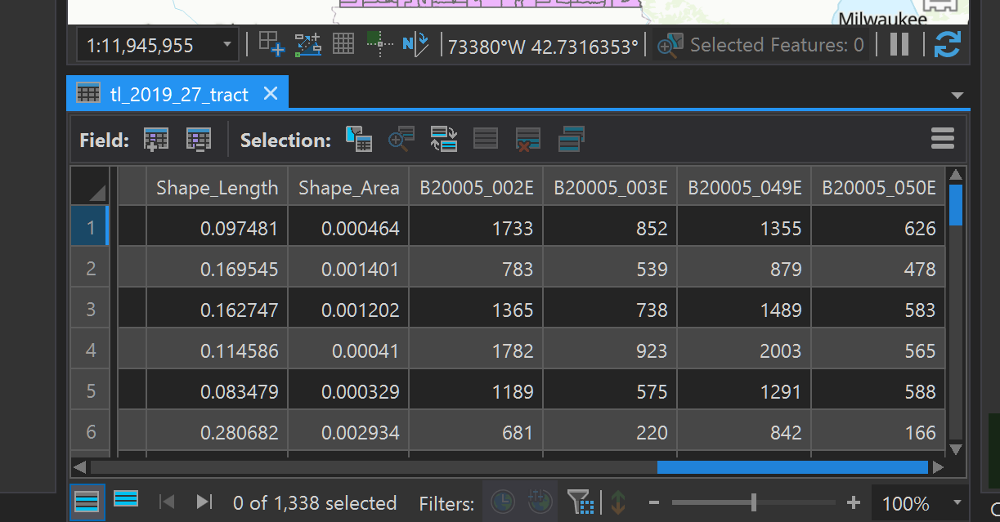 Milwaukee
1:11,945,955 N 73380°W 42.7316353° Selected Features: 0
tl_2019_27_tract
Field: Selection:
Shape_Length Shape_Area B20005_002E B20005_003E B20005_049E B20005_050E
1 0.097481 0.000464 1733 852 1355 626
2 0.169545 0.001401 783 539 879 478
3 0.162747 0.001202 1365 738 1489 583
4 0.114586 0.00041 1782 923 2003 565
5 0.083479 0.000329 1189 575 1291 588
6 0.280682 0.002934 681 220 842 166
0 of 1,338 selected Filters: 100%